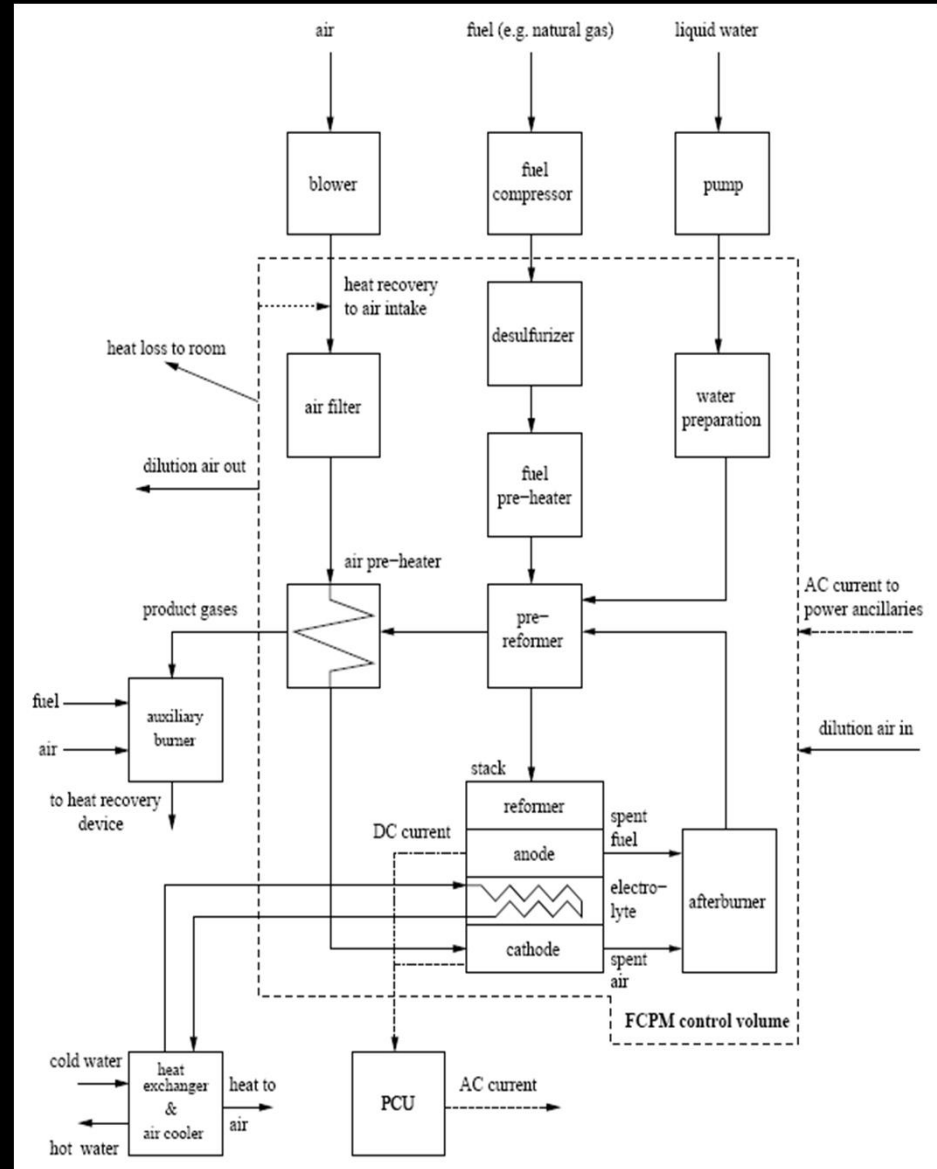 air
fuel (e.g. natural gas)
liquid water
blower
fuel
compressor
pump
heat recovery
to air intake
desulfurizer
heat loss to room
air filter
water
preparation
dilution air out
fuel
pre-heater
air pre-heater
AC current to
power ancillaries
product gases
pre-
reformer
fuel
air
auxiliary
burner
dilution air in
to heat recovery
device
stack
reformer
spent
fuel
DC current
anode
electro-
lyte
afterburner
cathode
spent
air
FCPM control volume
cold water
heat
exchanger
&
air cooler
heat to
air
hot water
PCU
AC current